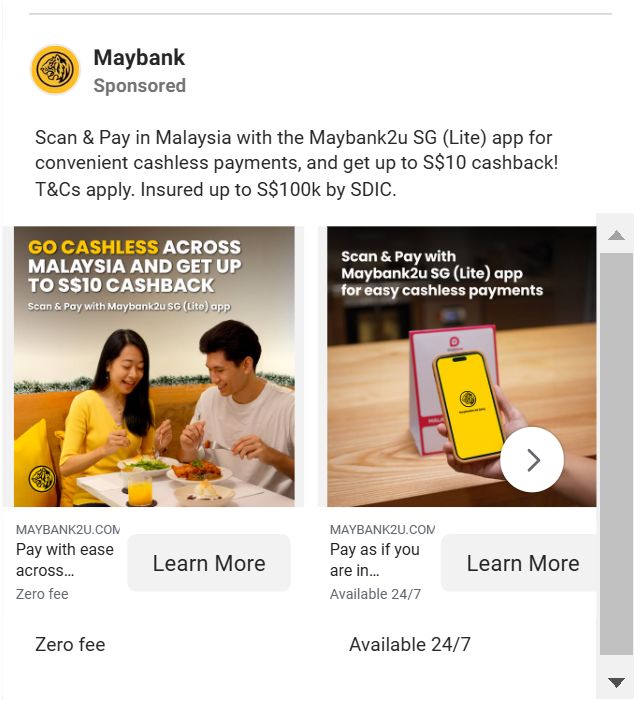 Maybank
Sponsored
Scan & Pay in Malaysia with the Maybank2u SG (Lite) app for
convenient cashless payments, and get up to S$10 cashback!
T&Cs apply. Insured up to S$100k by SDIC.
GO CASHLESS ACROSS
MALAYSIA AND GET UP
TO S$10 CASHBACK
Scan & Pay with Maybank2u SG (Lite) app
Scan & Pay with
Maybank2u SG (Lite) app
for easy cashless payments
MAYBANK2U.COM
Pay with ease
across...
Zero fee
Learn More
MAYBANK2U.COM
Pay as if you
are in...
Available 24/7
Learn More
Zero fee
Available 24/7